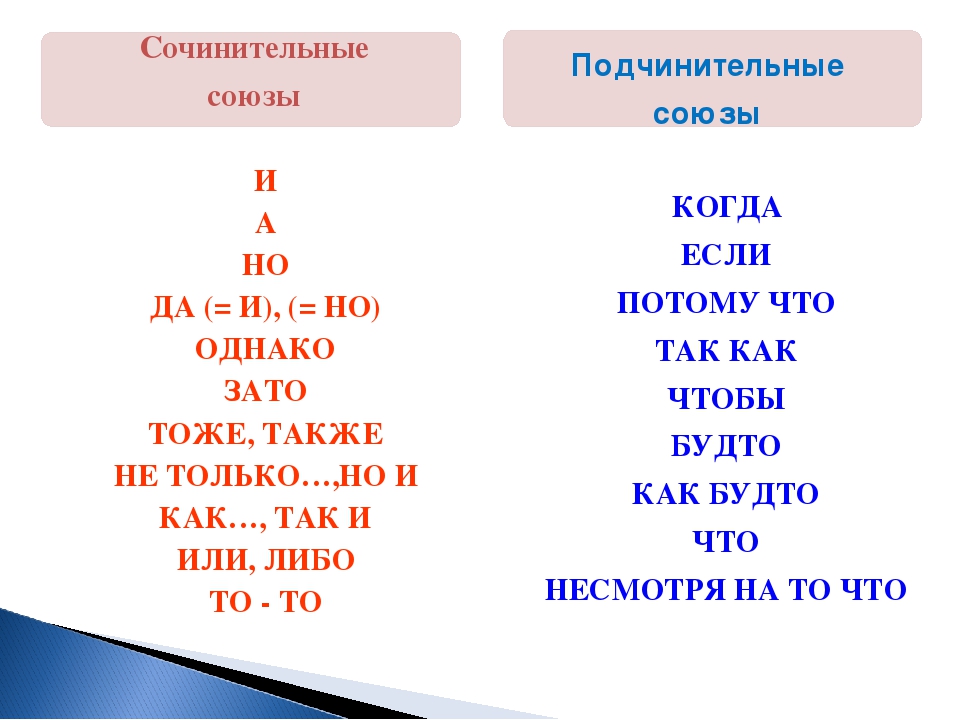 Сочинительные
союзы
И
А
НО
ДА (= И), (= НО)
ОДНАКО
ЗАТО
ТОЖЕ, ТАКЖЕ
НЕ ТОЛЬКО…,НО И
КАК…, ТАК И
ИЛИ, ЛИБО
ТО - ТО
Подчинительные
союзы
КОГДА
ЕСЛИ
ПОТОМУ ЧТО
ТАК КАК
ЧТОБЫ
БУДТО
КАК БУДТО
ЧТО
НЕСМОТРЯ НА ТО ЧТО